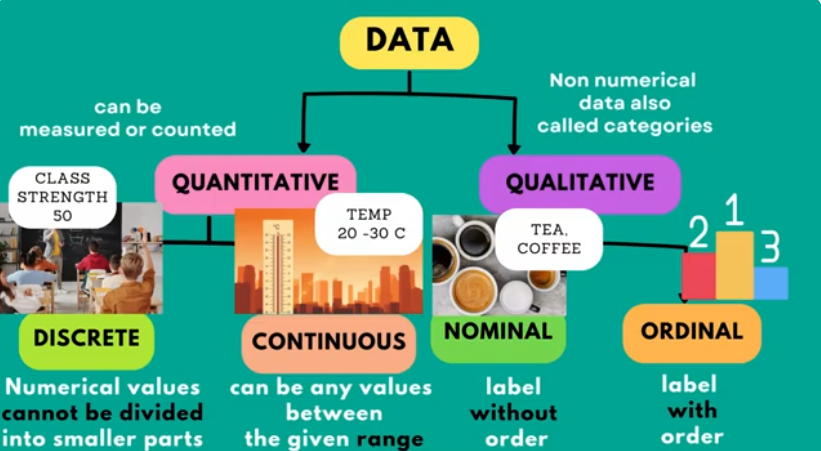 DATA
can be
measured or counted
Non numerical
data also
called categories
QUANTITATIVE
QUALITATIVE
CLASS
STRENGTH
50
TEMP
20 -30 C
TEA,
COFFEE
2 1 3
DISCRETE
CONTINUOUS
NOMINAL
ORDINAL
Numerical values
cannot be divided
into smaller parts
can be any values
between
the given range
label
without
order
label
with
order